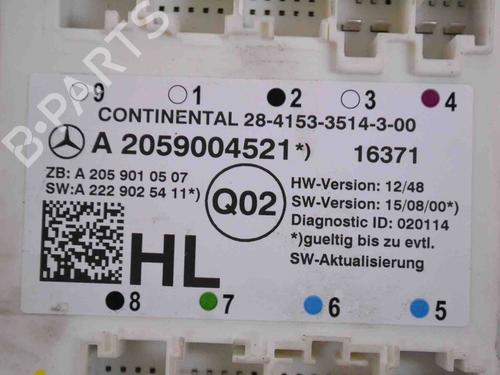 B-PARTS
9 1 2 3 4
CONTINENTAL 28-4153-3514-3-00
A 2059004521*) 16371
ZB: A 205 901 05 07
SW:A 222 902 54 11*)
Q02
HW-Version: 12/48
SW-Version: 15/08/00*)
Diagnostic ID: 020114
*)gueltig bis zu evtl.
SW-Aktualisierung
HL
8 7 6 5